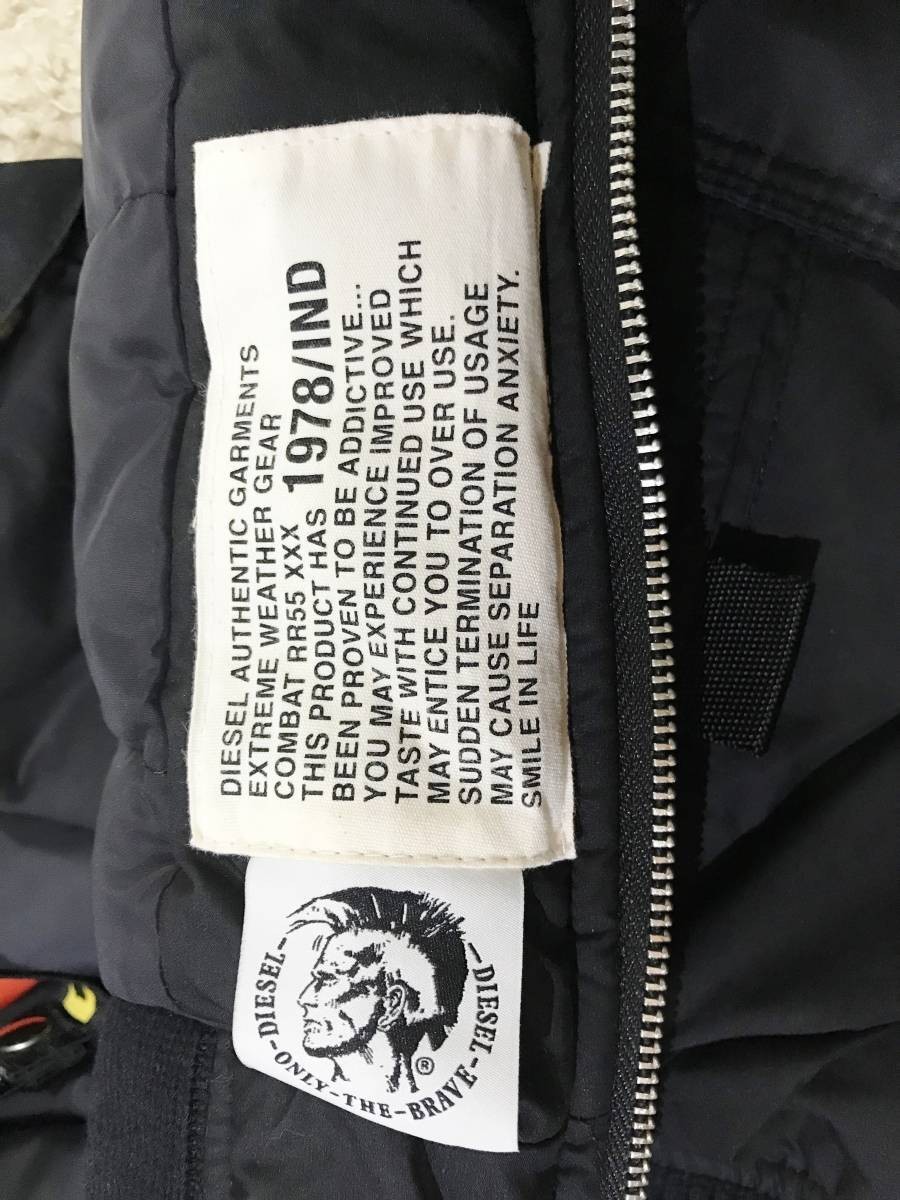 DIESEL AUTHENTIC GARMENTS
EXTREME WEATHER GEAR
COMBAT RR55 XXX 1978/IND
THIS PRODUCT HAS
BEEN PROVEN TO BE ADDICTIVE...
YOU MAY EXPERIENCE IMPROVED
TASTE WITH CONTINUED USE WHICH
MAY ENTICE YOU TO OVER USE.
SUDDEN TERMINATION OF USAGE
MAY CAUSE SEPARATION ANXIETY.
SMILE IN LIFE
-DIESEL-
-DIESEL-
ONLY-THE-BRAVE
®